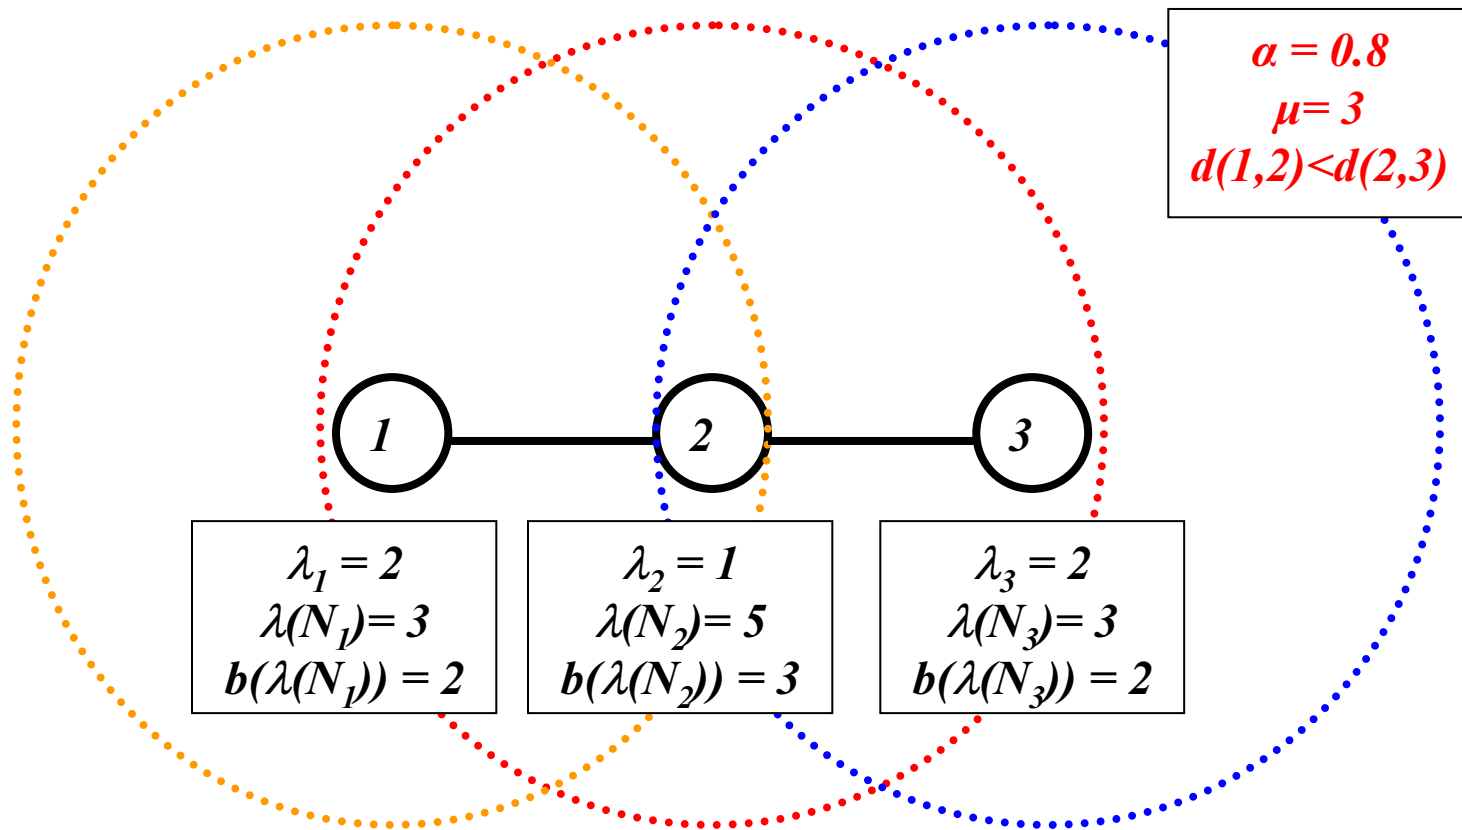 α = 0.8
μ= 3
d(1,2)<d(2,3)
1
2
3
λ₁ = 2
λ(N₁)= 3
b(λ(N₁)) = 2
λ₂ = 1
λ(N₂)= 5
b(λ(N₂)) = 3
λ₃ = 2
λ(N₃)= 3
b(λ(N₃)) = 2